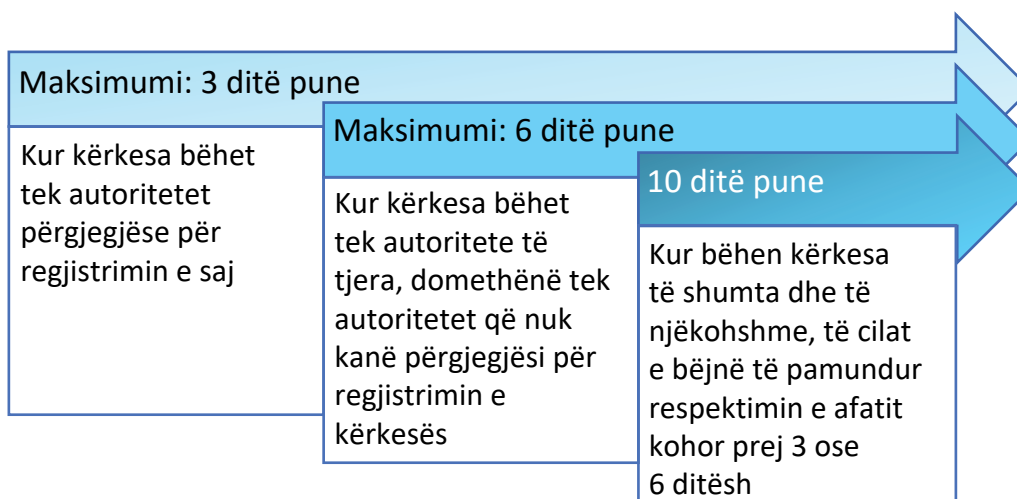 Maksimumi: 3 ditë pune
Kur kërkesa bëhet
tek autoritetet
përgjegjëse për
regjistrimin e saj
Maksimumi: 6 ditë pune
Kur kërkesa bëhet
tek autoritete të
tjera, domethënë tek
autoritetet që nuk
kanë përgjegjësi për
regjistrimin e
kërkesës
10 ditë pune
Kur bëhen kërkesa
të shumta dhe të
njëkohshme, të cilat
e bëjnë të pamundur
respektimin e afatit
kohor prej 3 ose
6 ditësh